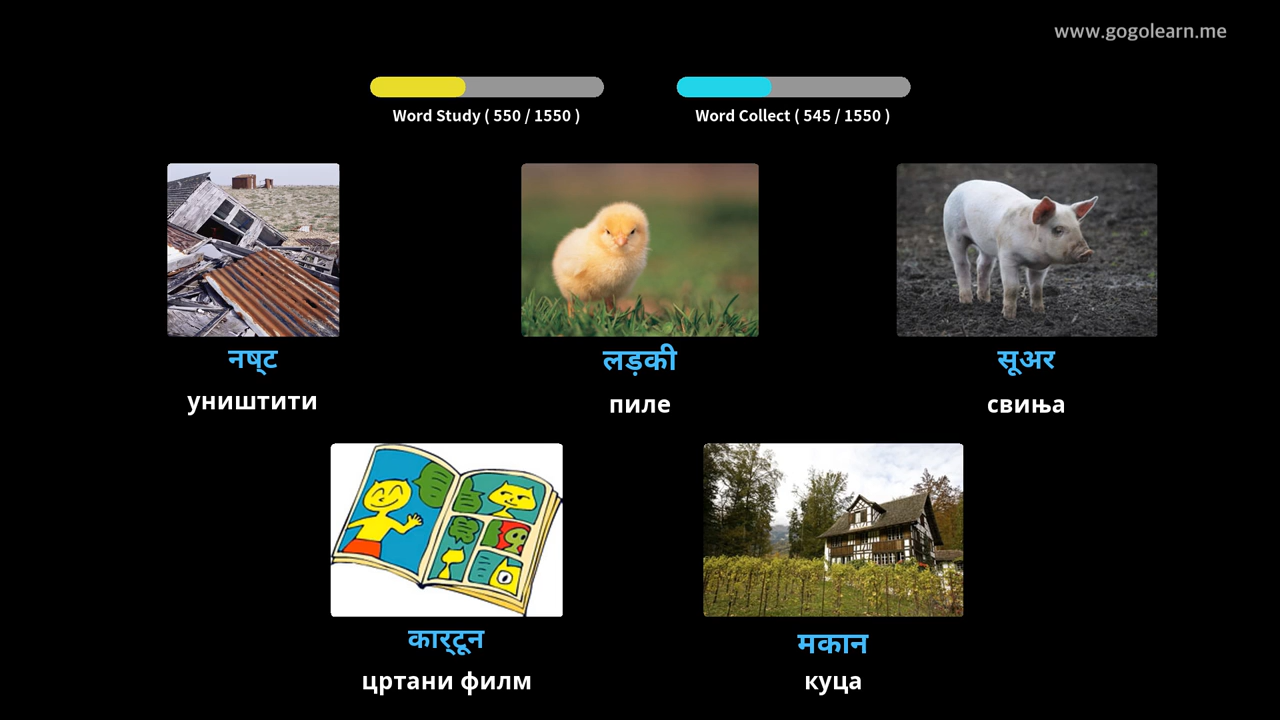 www.gogolearn.me
Word Study ( 550 / 1550 )
Word Collect ( 545 / 1550 )
नष्ट
लड़की
सूअर
уништити
пиле
свиња
कार्टून
मकान
цртани филм
куца